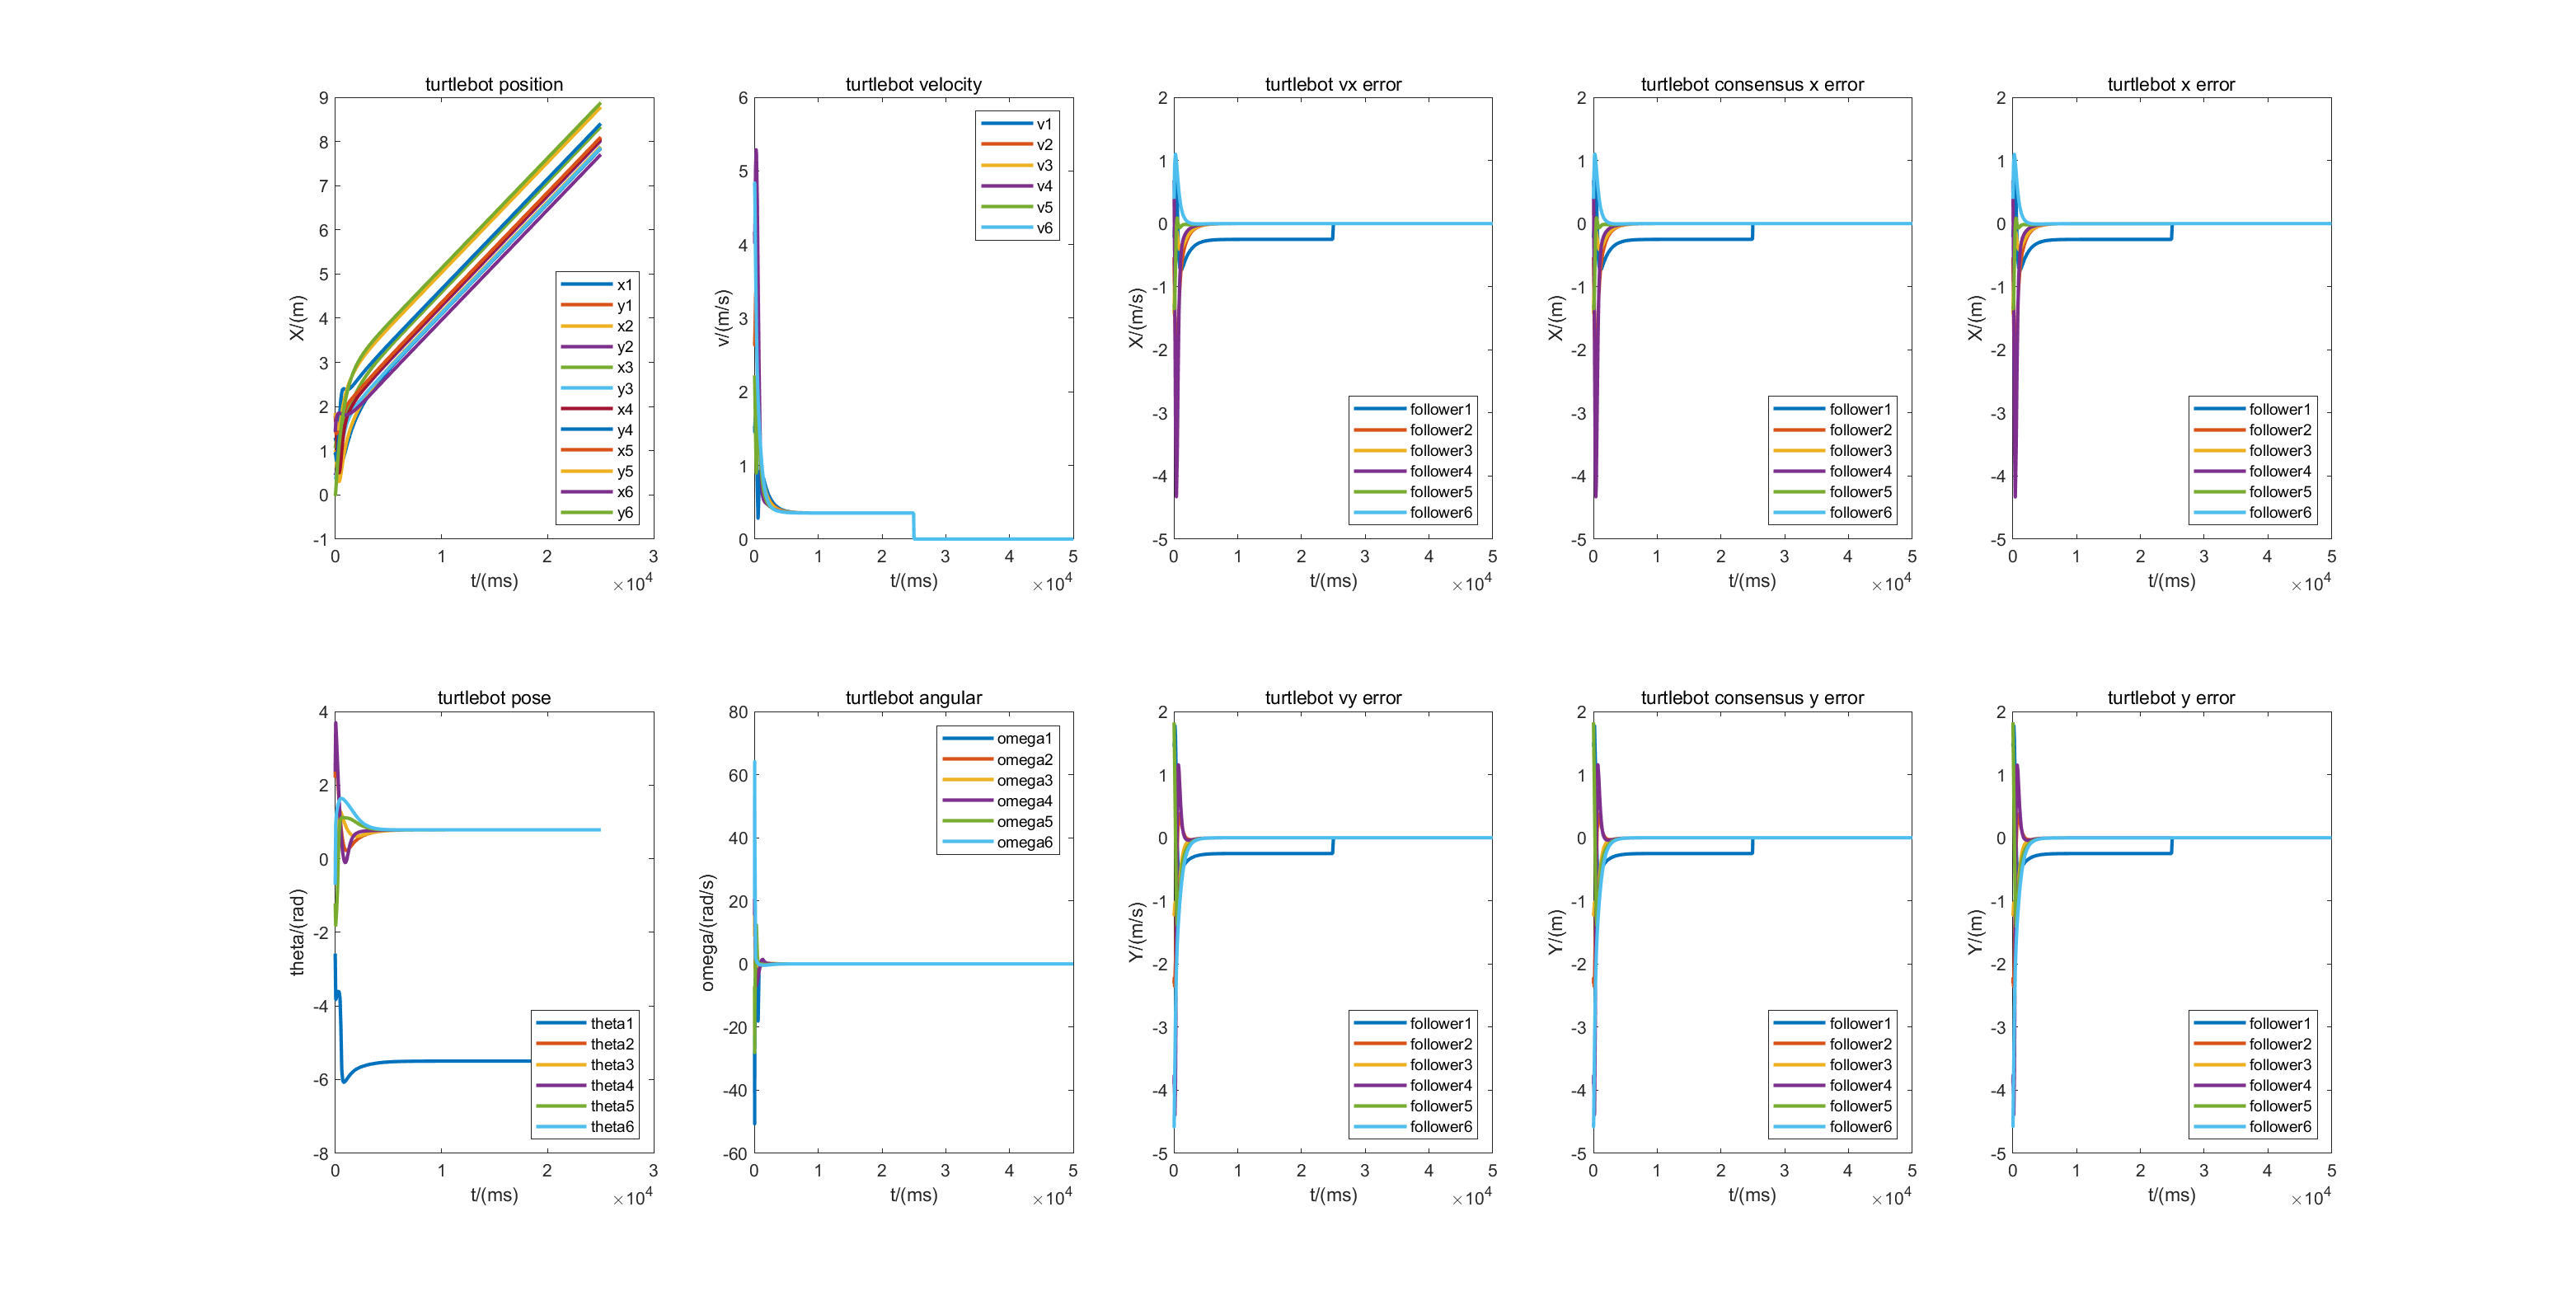 turtlebot position
9
8
7
6
5
4
3
2
1
0
-1
X/(m)
x1
y1
x2
y2
x3
y3
x4
y4
x5
y5
x6
y6
0 1 2 3
t/(ms)
×10^4
turtlebot velocity
6
5
4
3
2
1
0
v/(m/s)
v1
v2
v3
v4
v5
v6
0 1 2 3 4 5
t/(ms)
×10^4
turtlebot vx error
2
1
0
-1
-2
-3
-4
-5
X/(m/s)
follower1
follower2
follower3
follower4
follower5
follower6
0 1 2 3 4 5
t/(ms)
×10^4
turtlebot consensus x error
2
1
0
-1
-2
-3
-4
-5
X/(m)
follower1
follower2
follower3
follower4
follower5
follower6
0 1 2 3 4 5
t/(ms)
×10^4
turtlebot x error
2
1
0
-1
-2
-3
-4
-5
X/(m)
follower1
follower2
follower3
follower4
follower5
follower6
0 1 2 3 4 5
t/(ms)
×10^4
turtlebot pose
4
2
0
-2
-4
-6
-8
theta/(rad)
theta1
theta2
theta3
theta4
theta5
theta6
0 1 2 3
t/(ms)
×10^4
turtlebot angular
80
60
40
20
0
-20
-40
-60
omega/(rad/s)
omega1
omega2
omega3
omega4
omega5
omega6
0 1 2 3 4 5
t/(ms)
×10^4
turtlebot vy error
2
1
0
-1
-2
-3
-4
-5
Y/(m/s)
follower1
follower2
follower3
follower4
follower5
follower6
0 1 2 3 4 5
t/(ms)
×10^4
turtlebot consensus y error
2
1
0
-1
-2
-3
-4
-5
Y/(m)
follower1
follower2
follower3
follower4
follower5
follower6
0 1 2 3 4 5
t/(ms)
×10^4
turtlebot y error
2
1
0
-1
-2
-3
-4
-5
Y/(m)
follower1
follower2
follower3
follower4
follower5
follower6
0 1 2 3 4 5
t/(ms)
×10^4